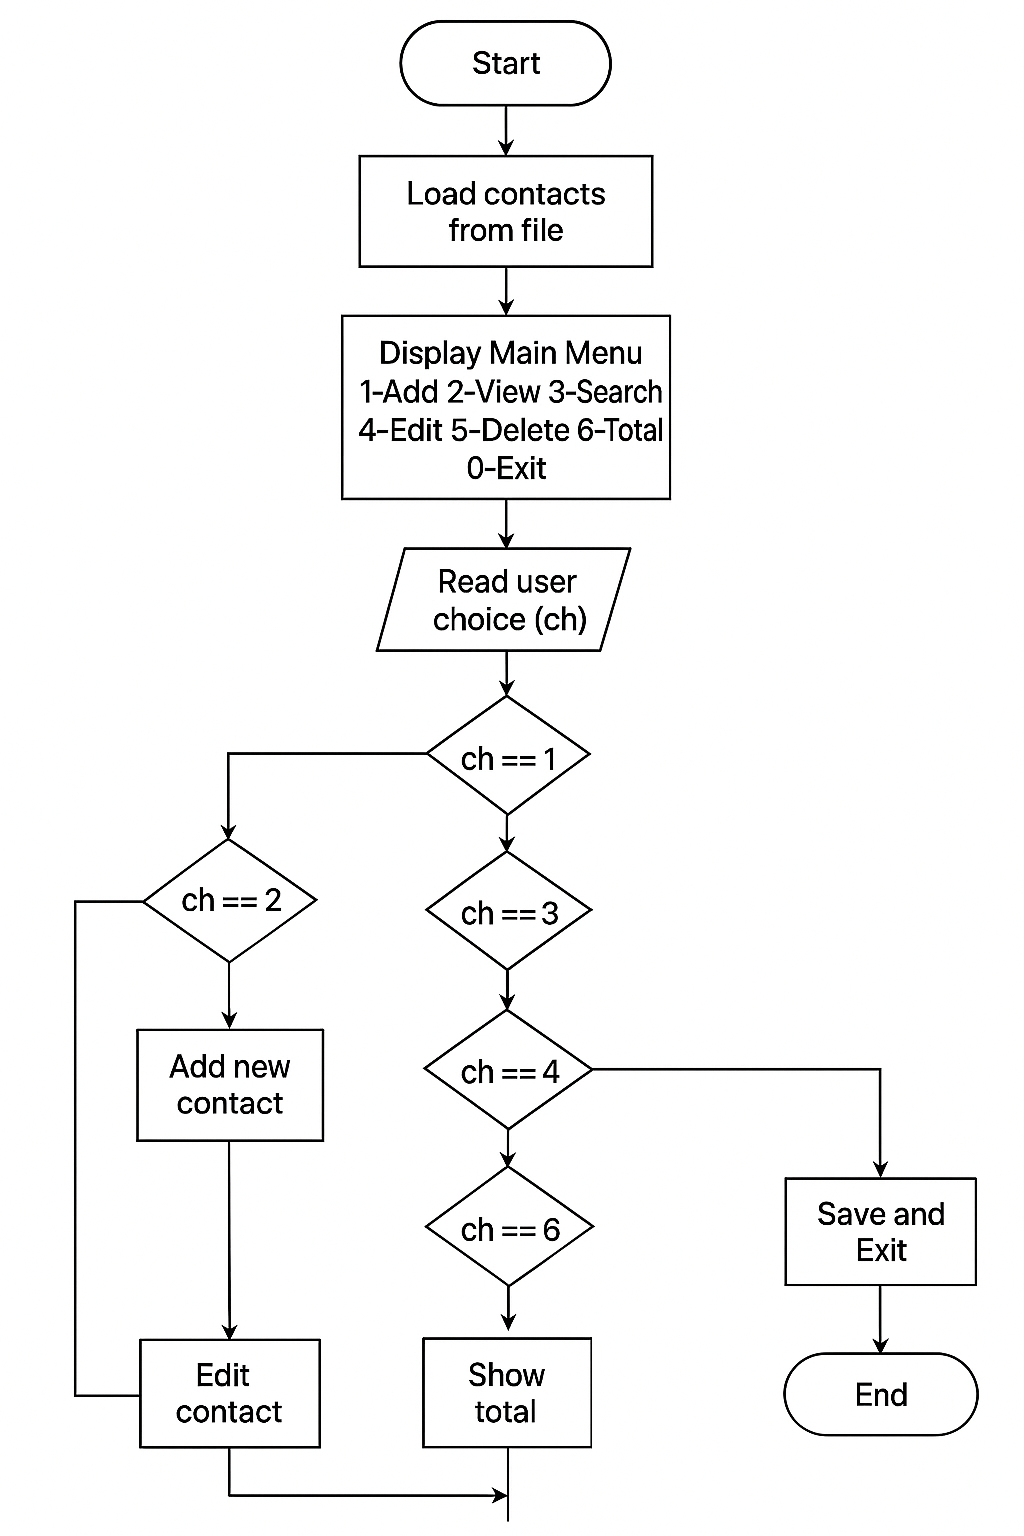 Start
Load contacts
from file
Display Main Menu
1-Add 2-View 3-Search
4-Edit 5-Delete 6-Total
0-Exit
Read user
choice (ch)
ch == 1
ch == 2
ch == 3
Add new
contact
ch == 4
ch == 6
Save and
Exit
Edit
contact
Show
total
End